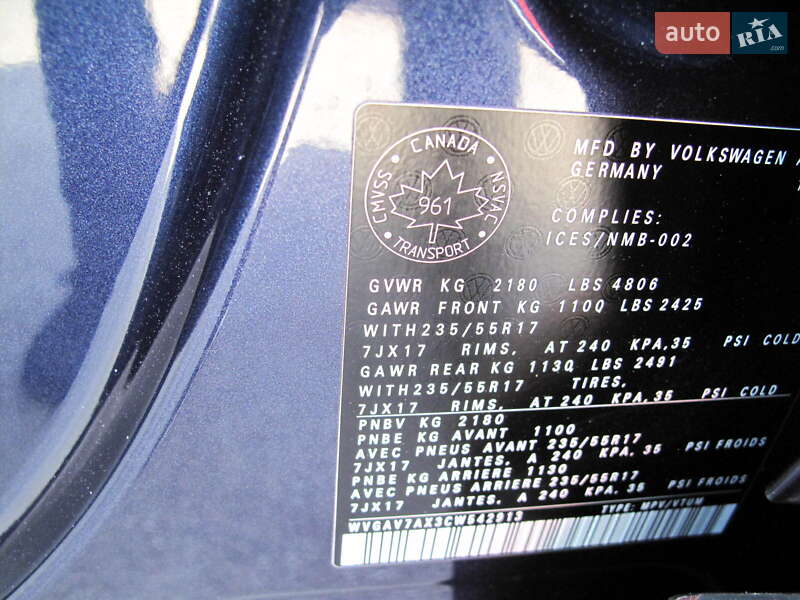 auto RIA.com
CANADA
CMVSS
NSVAC
961
TRANSPORT
MFD BY VOLKSWAGEN
GERMANY
COMPLIES:
ICES/NMB-002
GVWR KG 2180 LBS 4806
GAWR FRONT KG 1100 LBS 2425
WITH235/55R17
7JX17 RIMS, AT 240 KPA,35 PSI COLD
GAWR REAR KG 1130 LBS 2491
WITH235/55R17 TIRES,
7JX17 RIMS, AT 240 KPA,35 PSI COLD
PNBV KG 2180
PNBE KG AVANT 1100
AVEC PNEUS AVANT 235/55R17
7JX17 JANTES, A 240 KPA, 35 PSI FROIDS
PNBE KG ARRIERE 1130
AVEC PNEUS ARRIERE 235/55R17
7JX17 JANTES, A 240 KPA, 35 PSI FROIDS
WVGAV7AX3CW542913 TYPE: MPV/VTUM